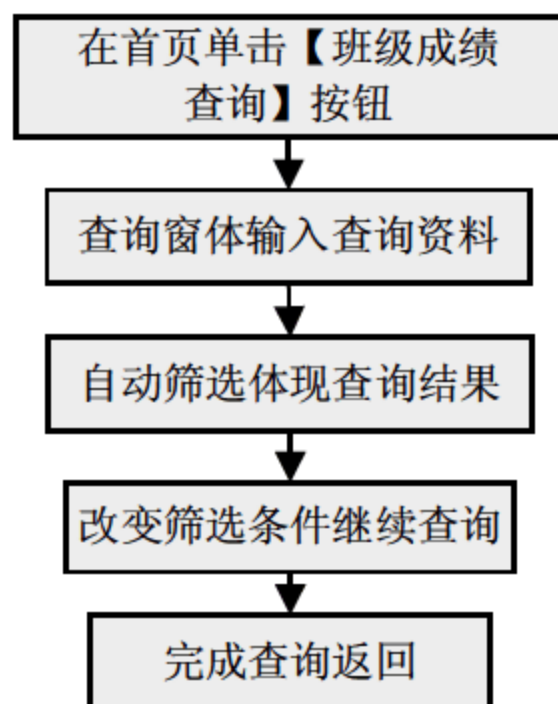 在首页单击【班级成绩
查询】按钮
查询窗体输入查询资料
自动筛选体现查询结果
改变筛选条件继续查询
完成查询返回